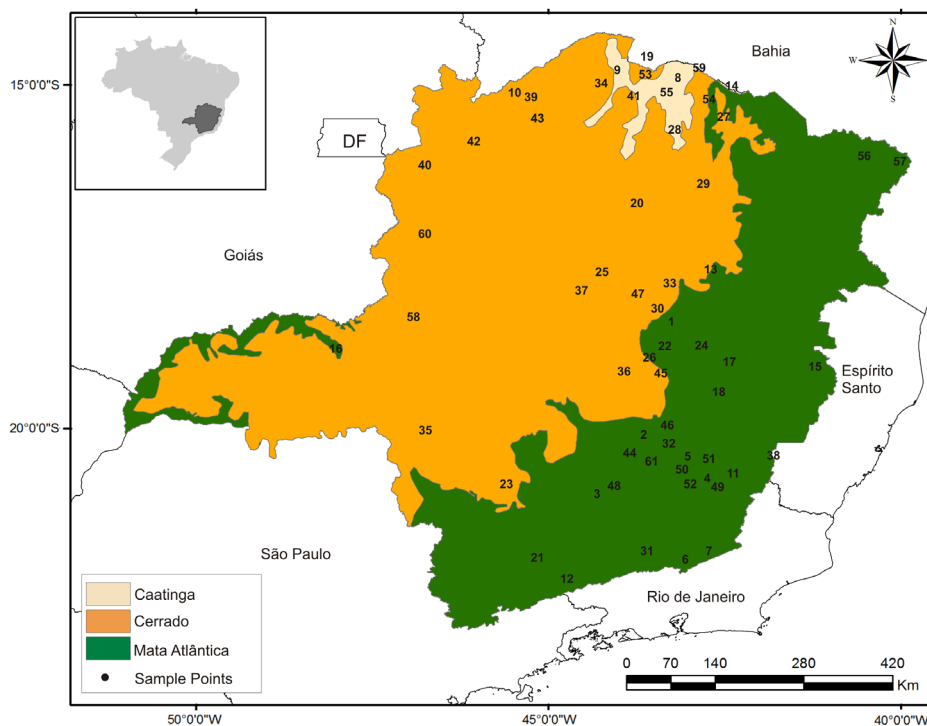 N
W
E
S
Bahia
15°0'0"S
20°0'0"S
DF
Goiás
Espírito
Santo
São Paulo
Rio de Janeiro
19
59
9
53
8
14
34
10
39
41
55
54
27
43
28
42
56
57
40
29
20
60
25
13
33
37
47
30
58
1
22
24
16
26
17
36
45
15
18
35
46
2
32
44
61
5
51
38
50
4
11
23
52
49
48
3
31
7
6
21
12
Caatinga
Cerrado
Mata Atlântica
Sample Points
0 70 140 280 420
Km
50°0'0"W
45°0'0"W
40°0'0"W